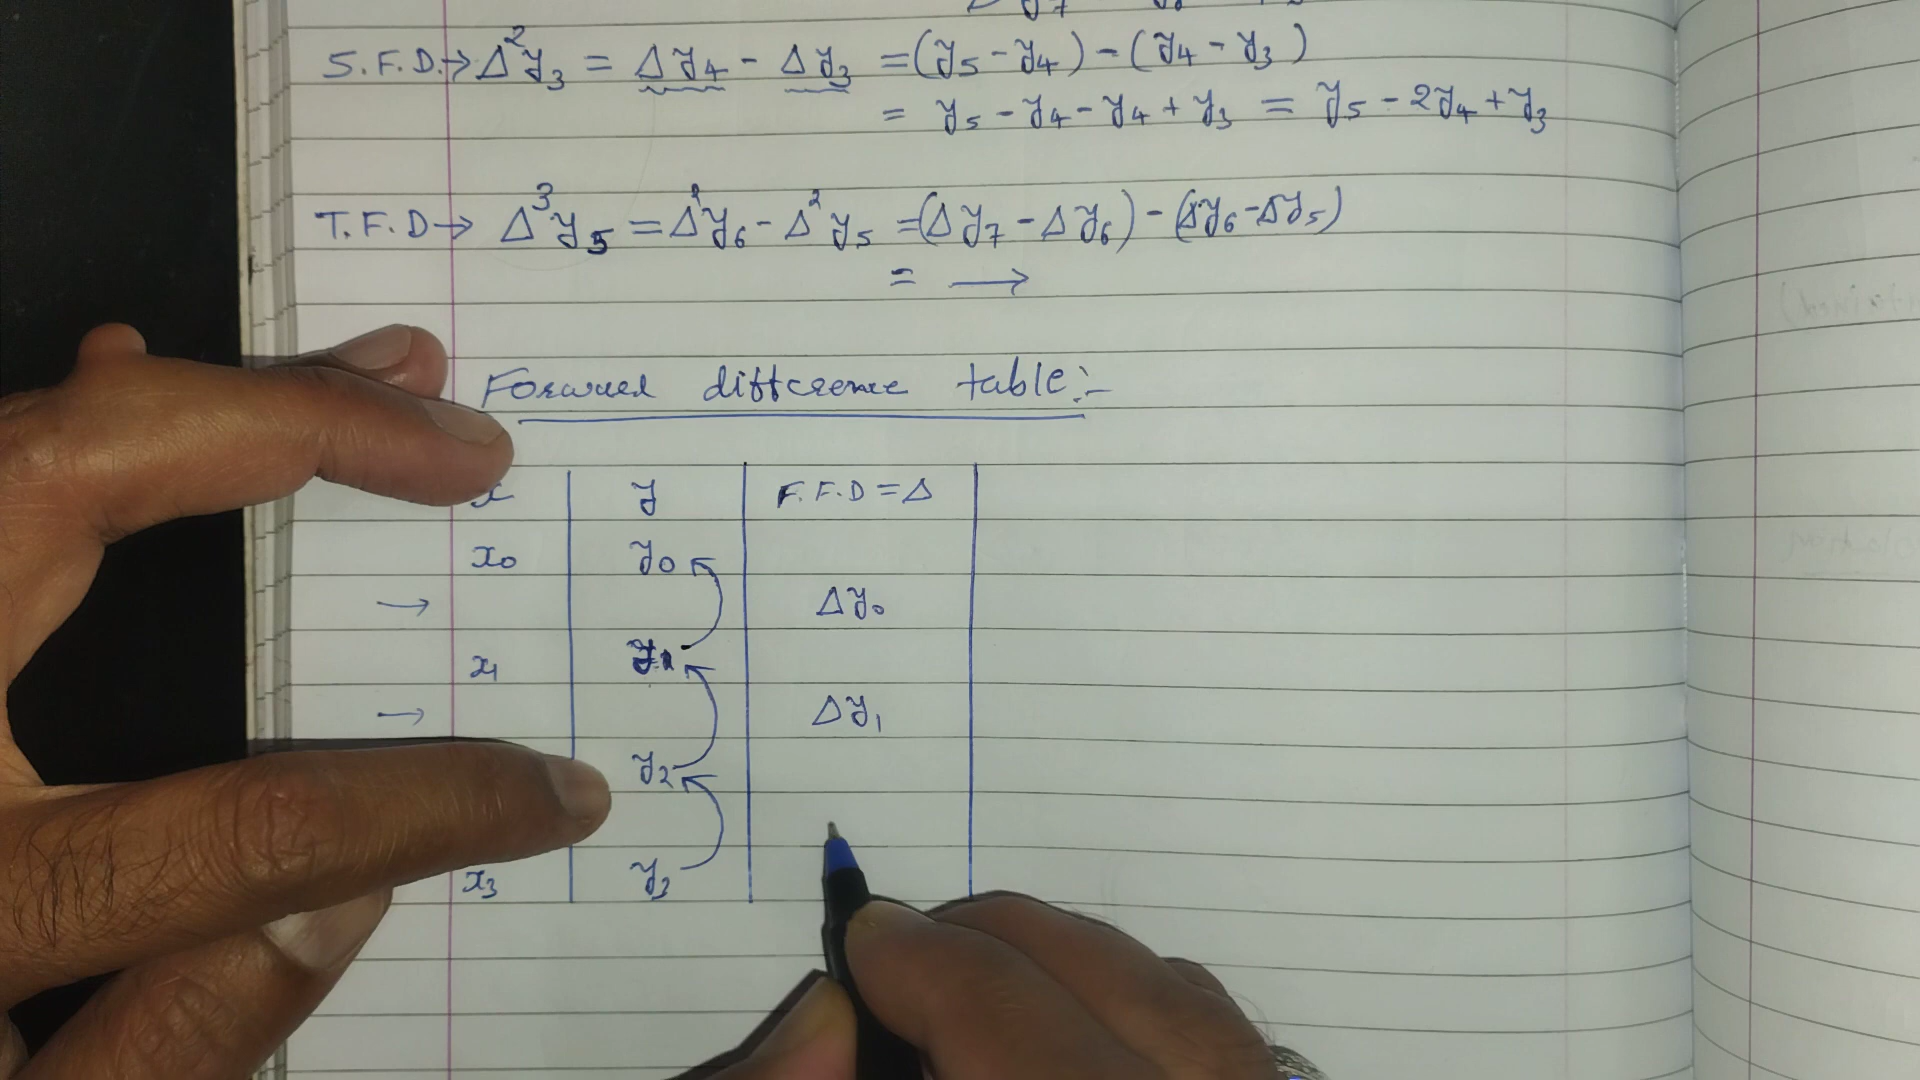 S.F.D.→ Δ²y₃ = Δy₄ - Δy₃ = (y₅ - y₄) - (y₄ - y₃)
= y₅ - y₄ - y₄ + y₃ = y₅ - 2y₄ + y₃
T.F.D→ Δ³y₅ = Δ²y₆ - Δ²y₅ = (Δy₇ - Δy₆) - (Δy₆ - Δy₅)
= →
Forward difference table:-
x y F.F.D = Δ
x₀ y₀
→ Δy₀
x₁ y₁
→ Δy₁
y₂
x₃ y₃